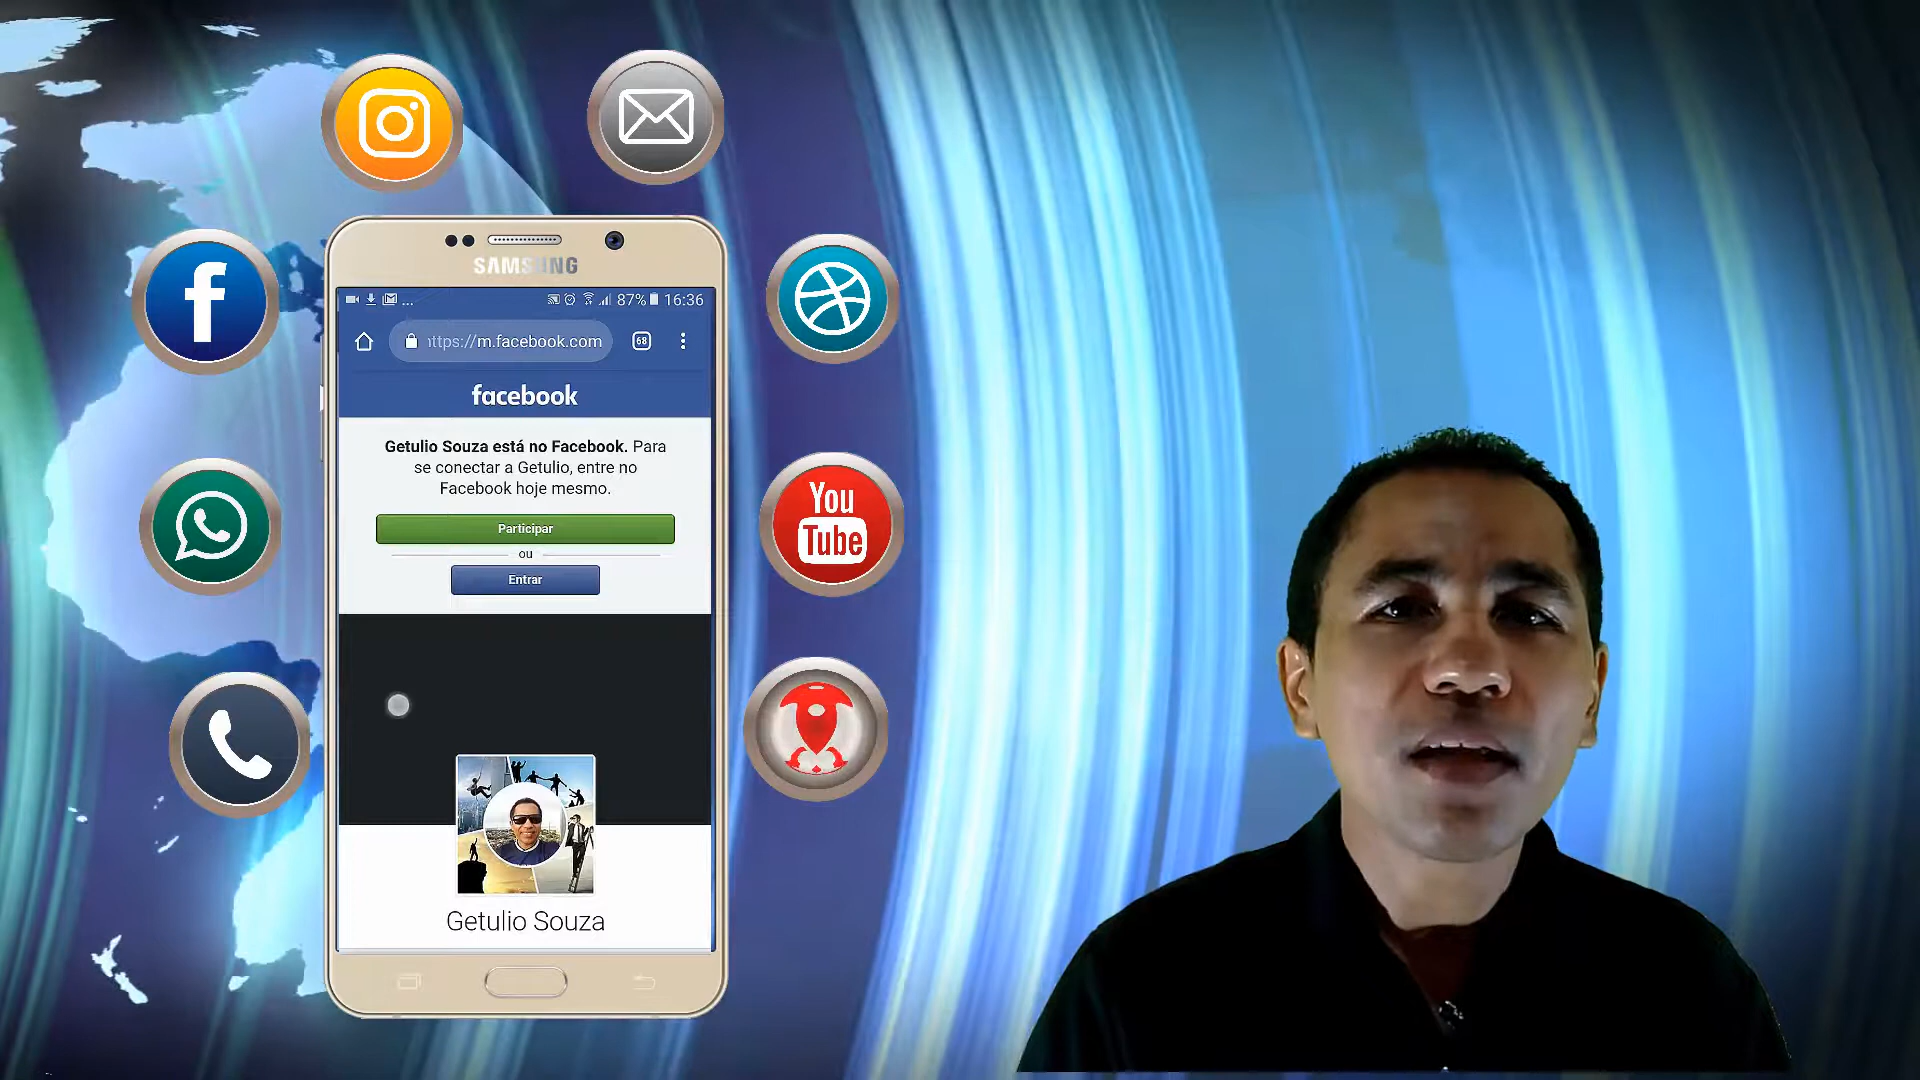 SAMSUNG
... 87% 16:36
ttps://m.facebook.com 68
facebook
Getulio Souza está no Facebook. Para
se conectar a Getulio, entre no
Facebook hoje mesmo.
Participar
ou
Entrar
Getulio Souza
You
Tube